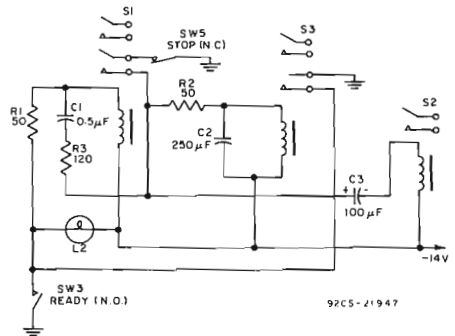 S1
SW5
STOP (N.C)
S3
S2
R1
50
C1
0.5µF
R3
120
R2
50
C2
250µF
C3
+ -
100µF
L2
-14V
SW3
READY (N.O.)
92CS-21947